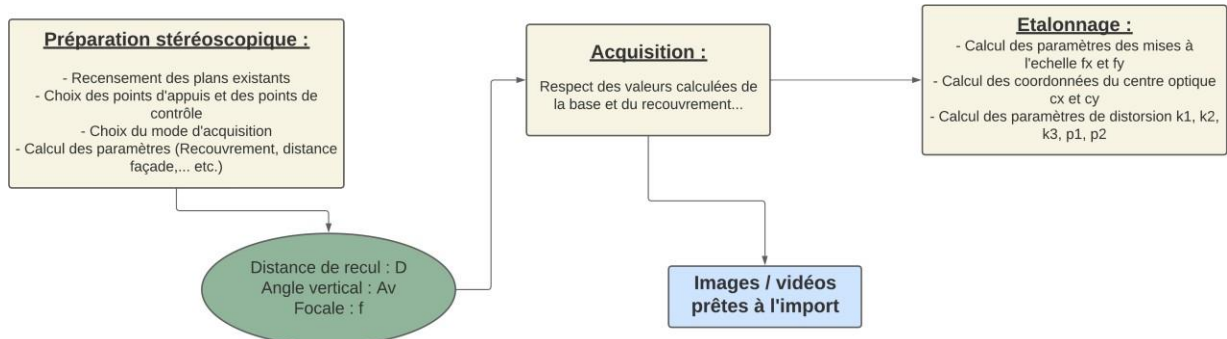 Préparation stéréoscopique :
- Recensement des plans existants
- Choix des points d'appuis et des points de
contrôle
- Choix du mode d'acquisition
- Calcul des paramètres (Recouvrement, distance
façade,... etc.)
Distance de recul : D
Angle vertical : Av
Focale : f
Acquisition :
Respect des valeurs calculées de
la base et du recouvrement...
Images / vidéos
prêtes à l'import
Etalonnage :
- Calcul des paramètres des mises à
l'echelle fx et fy
- Calcul des coordonnées du centre optique
cx et cy
- Calcul des paramètres de distorsion k1, k2,
k3, p1, p2